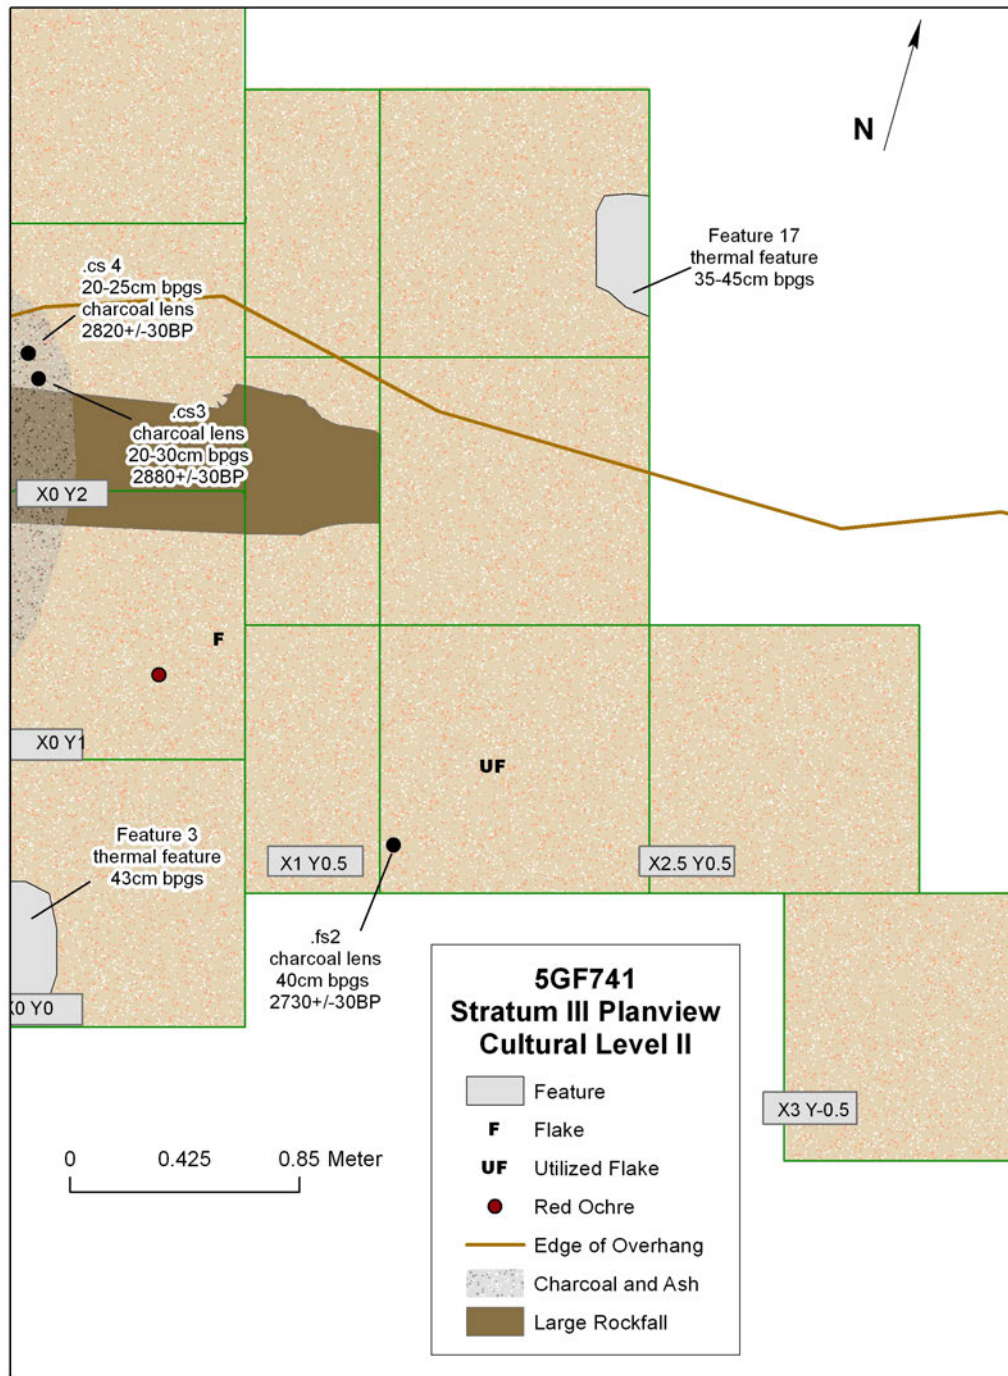 N
Feature 17
thermal feature
35-45cm bpgs
.cs 4
20-25cm bpgs
charcoal lens
2820+/-30BP
.cs3
charcoal lens
20-30cm bpgs
2880+/-30BP
X0 Y2
F
X0 Y1
UF
Feature 3
thermal feature
43cm bpgs
X1 Y0.5
X2.5 Y0.5
.fs2
charcoal lens
40cm bpgs
2730+/-30BP
X0 Y0
X3 Y-0.5
5GF741
Stratum III Planview
Cultural Level II
Feature
F Flake
UF Utilized Flake
Red Ochre
Edge of Overhang
Charcoal and Ash
Large Rockfall
0 0.425 0.85 Meter